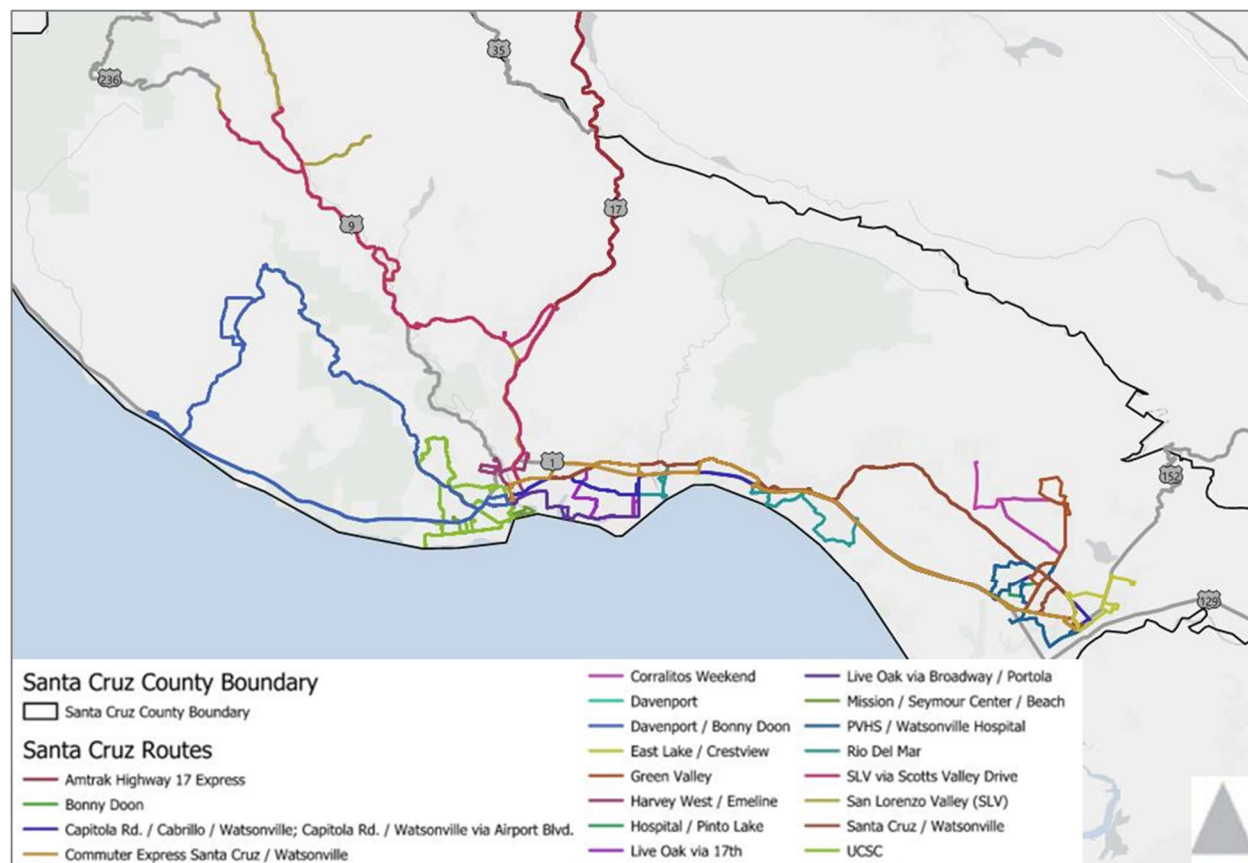 236
35
17
9
1
152
129
Santa Cruz County Boundary
Santa Cruz County Boundary
Santa Cruz Routes
Amtrak Highway 17 Express
Bonny Doon
Capitola Rd. / Cabrillo / Watsonville; Capitola Rd. / Watsonville via Airport Blvd.
Commuter Express Santa Cruz / Watsonville
Corralitos Weekend
Davenport
Davenport / Bonny Doon
East Lake / Crestview
Green Valley
Harvey West / Emeline
Hospital / Pinto Lake
Live Oak via 17th
Live Oak via Broadway / Portola
Mission / Seymour Center / Beach
PVHS / Watsonville Hospital
Rio Del Mar
SLV via Scotts Valley Drive
San Lorenzo Valley (SLV)
Santa Cruz / Watsonville
UCSC